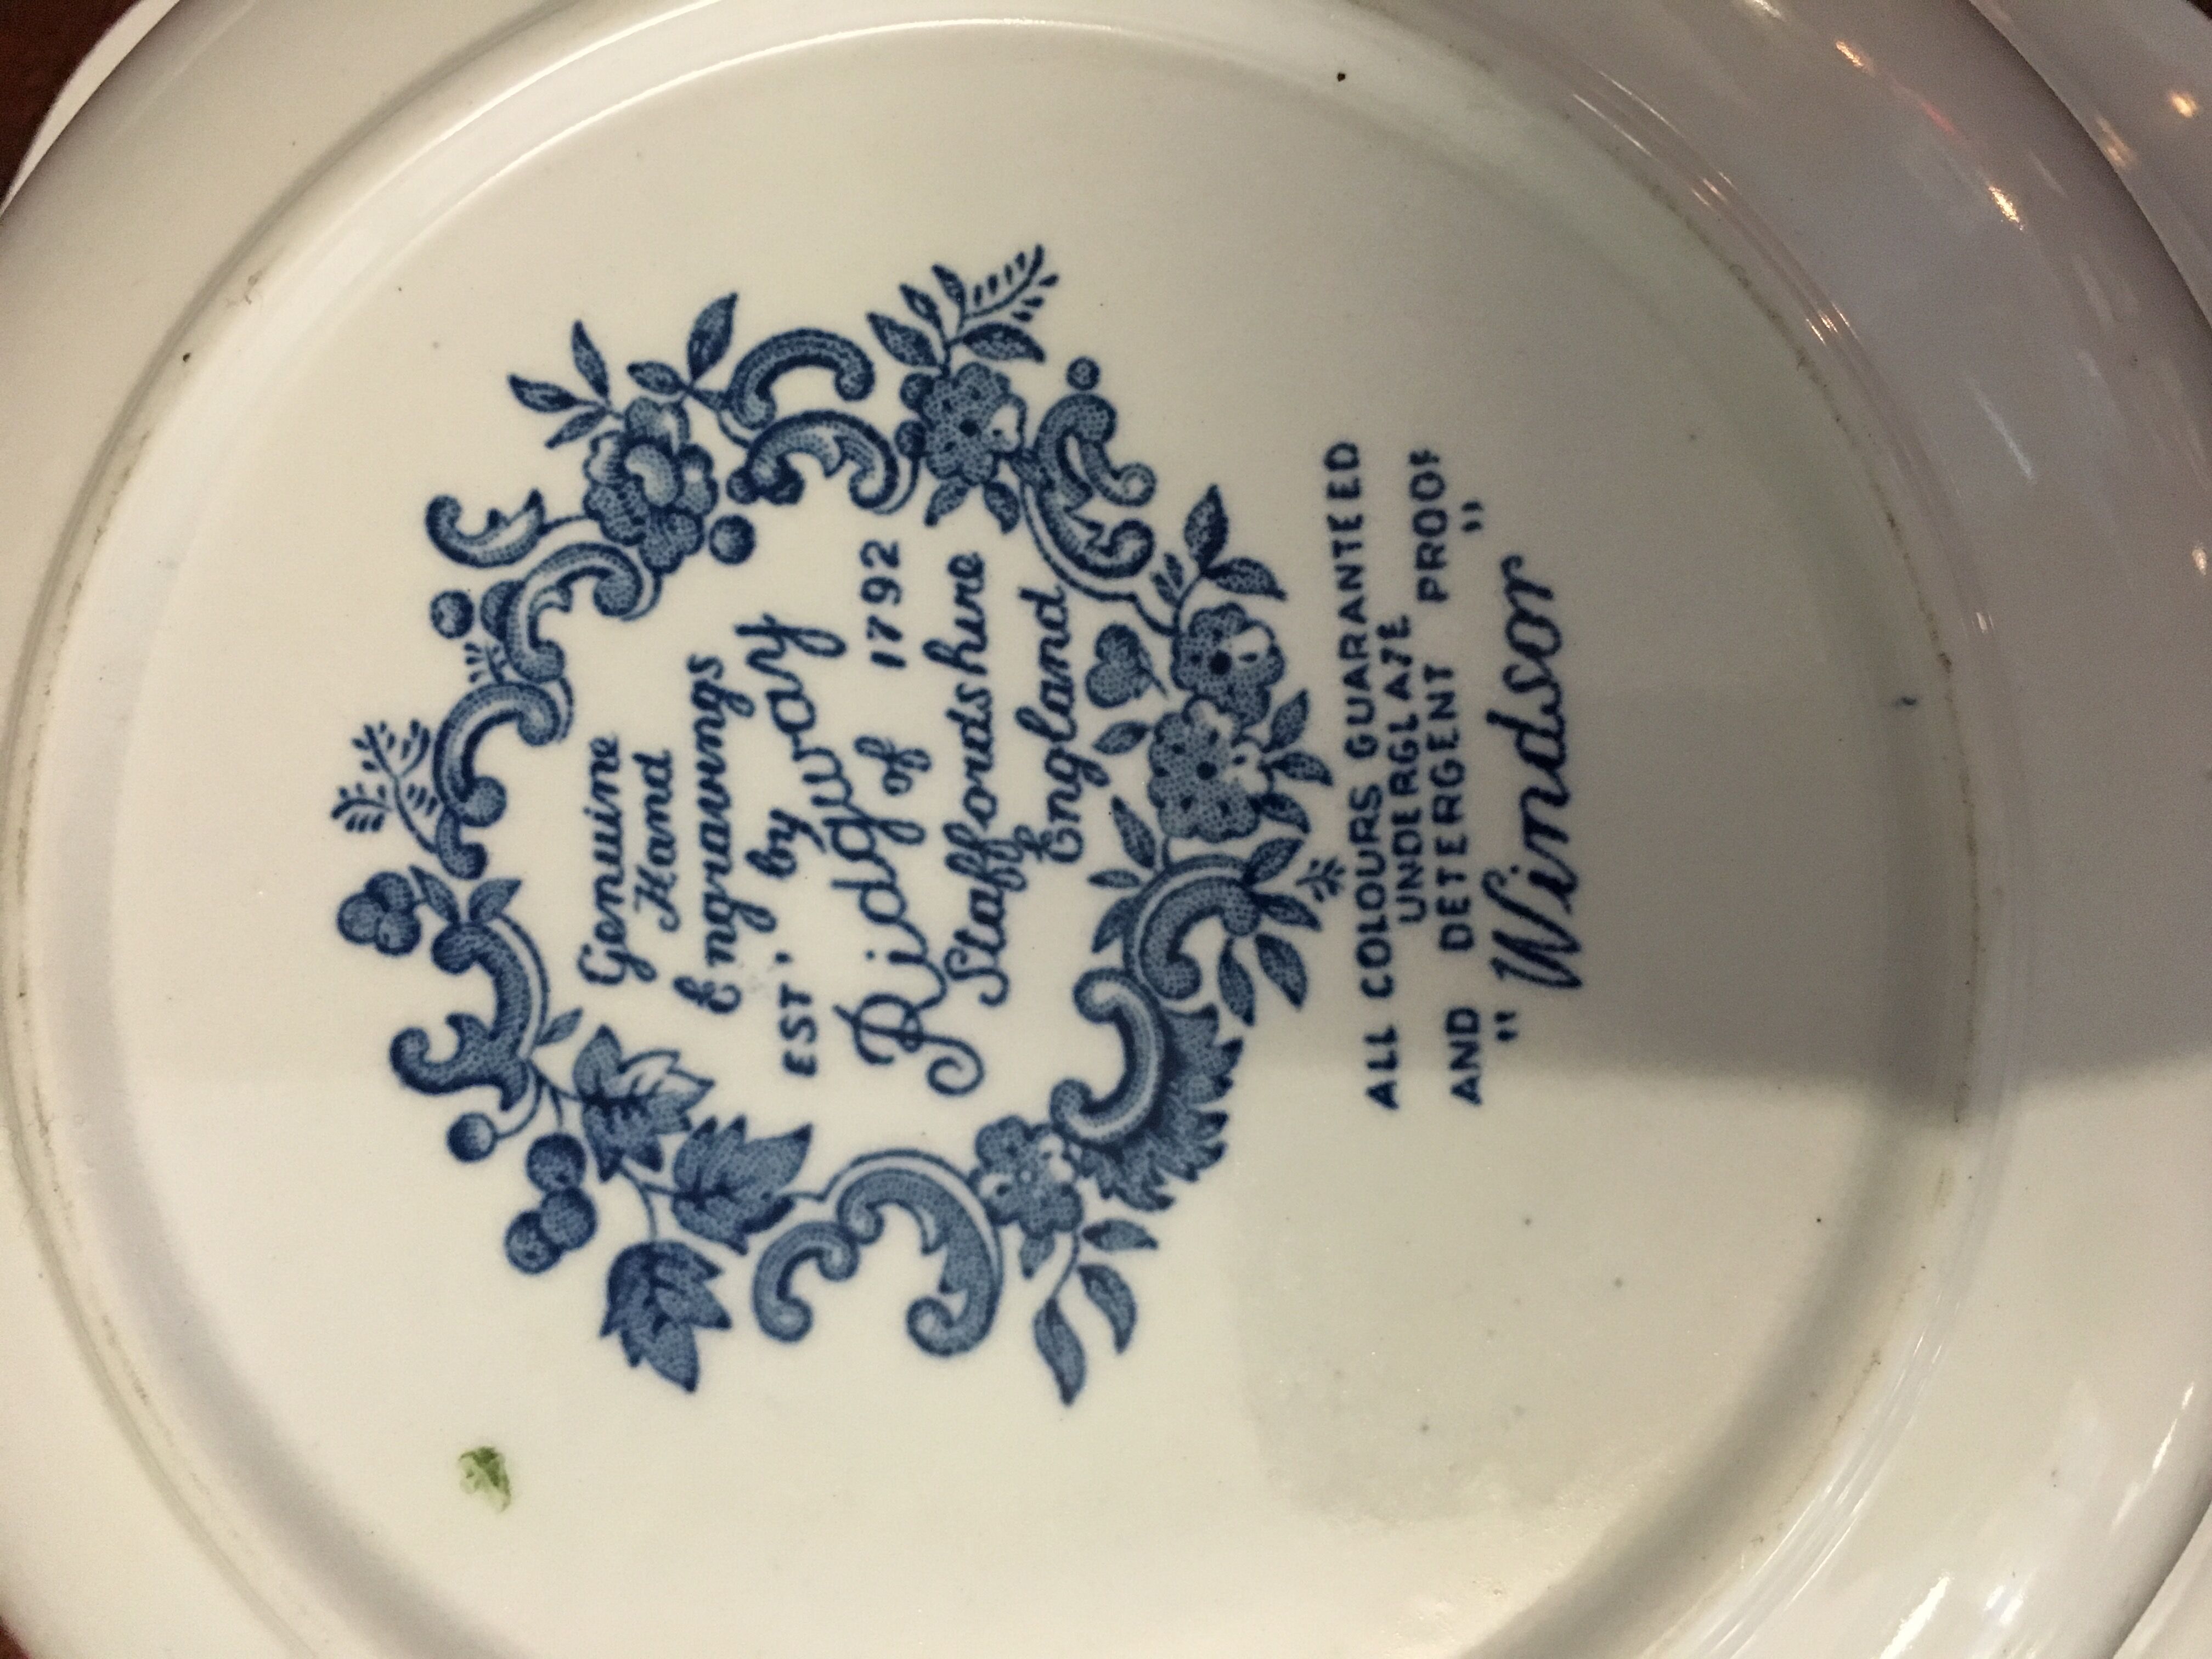 Genuine
Hand
Engravings
EST. by
Ridgway
of 1792
Staffordshire
England
ALL COLOURS GUARANTEED
UNDERGLAZE
AND DETERGENT PROOF
"Windsor"